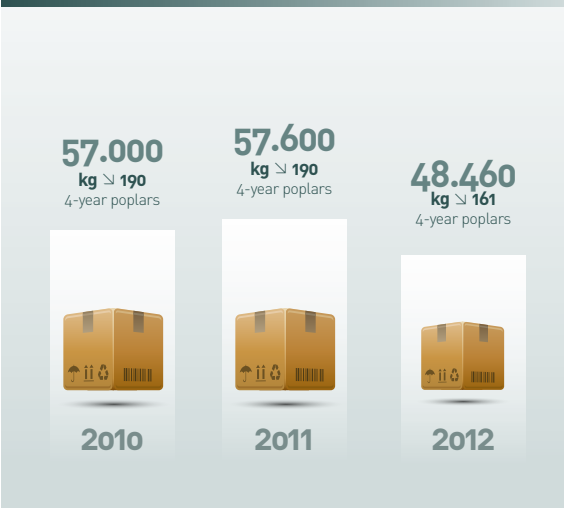 57.000
kg ↘ 190
4-year poplars
57.600
kg ↘ 190
4-year poplars
48.460
kg ↘ 161
4-year poplars
2010
2011
2012